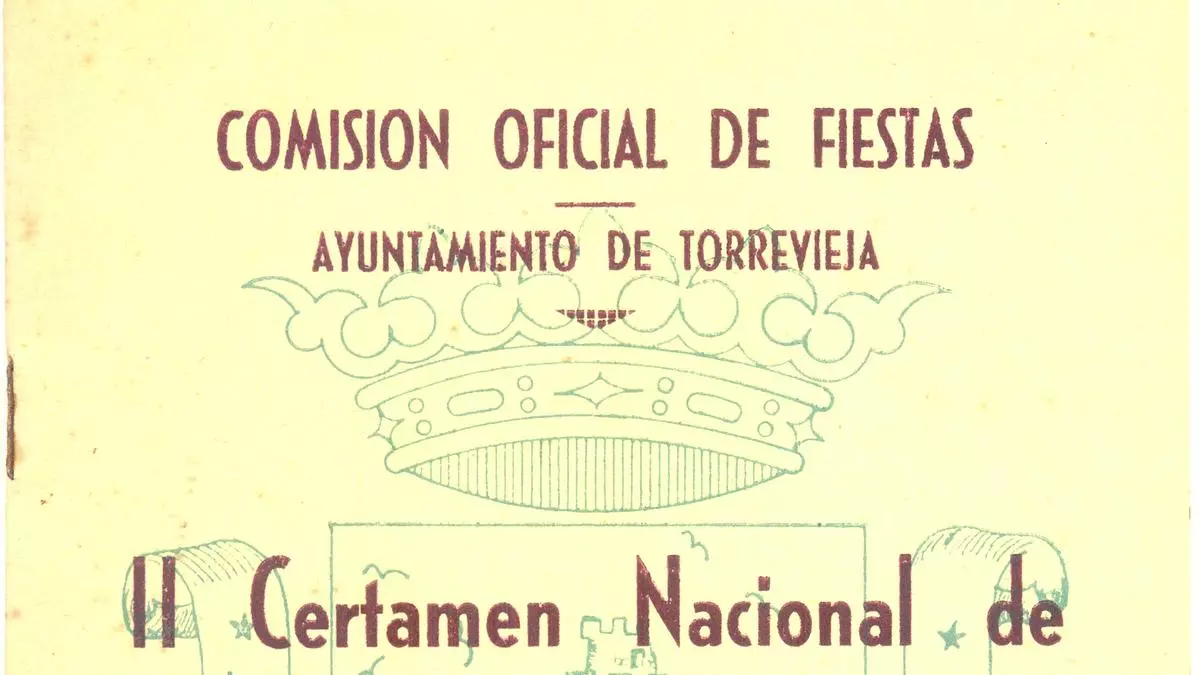 COMISION OFICIAL DE FIESTAS
AYUNTAMIENTO DE TORREVIEJA
II Certamen Nacional de